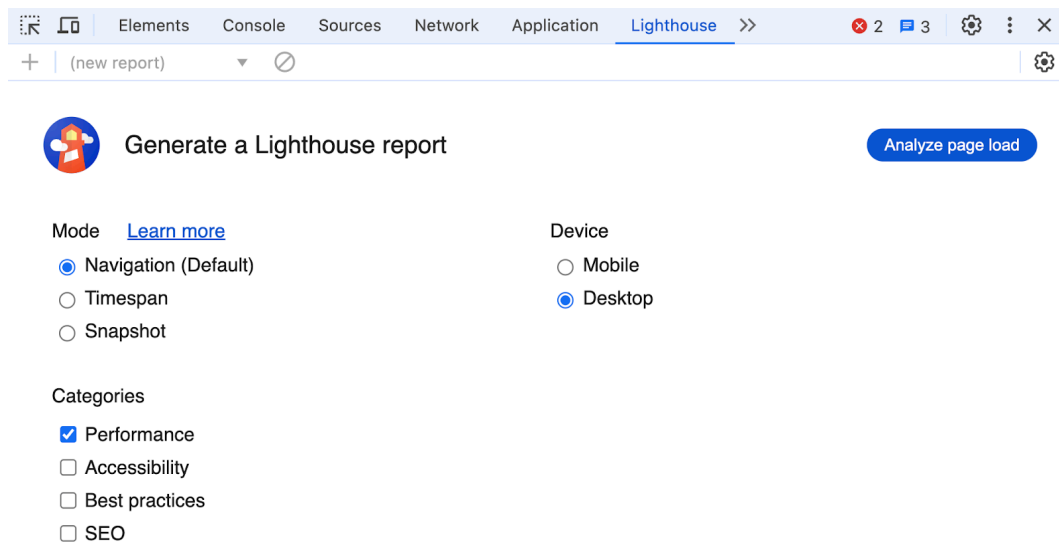 Elements Console Sources Network Application Lighthouse 2 3
(new report)
Generate a Lighthouse report
Analyze page load
Mode Learn more
Navigation (Default)
Timespan
Snapshot
Device
Mobile
Desktop
Categories
Performance
Accessibility
Best practices
SEO